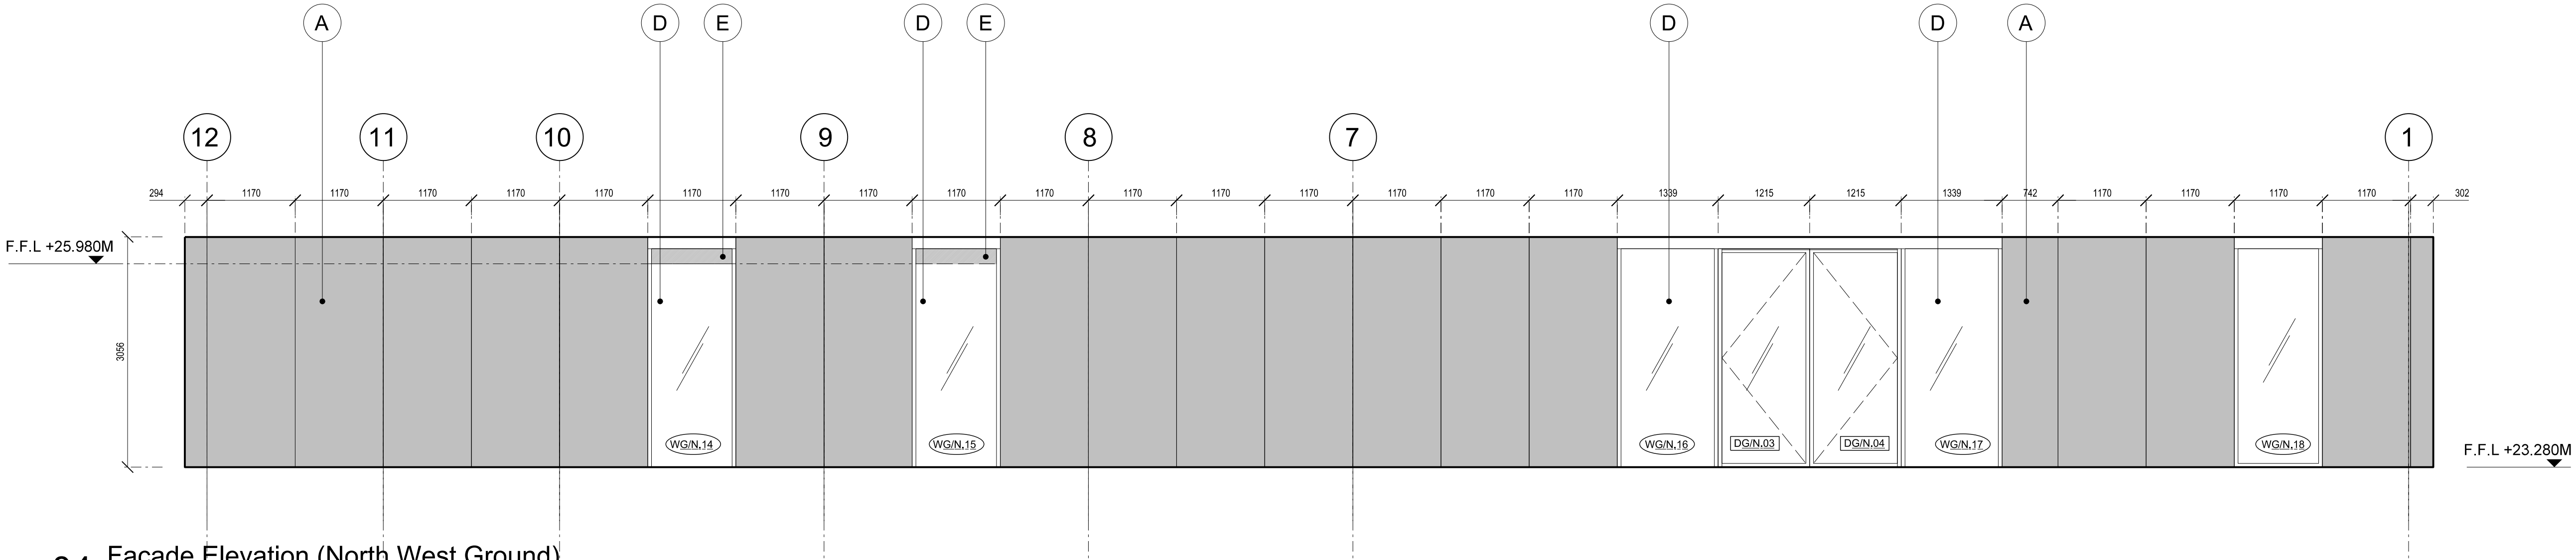 A D E D E D D A
12 11 10 9 8 7 1
294 1170 1170 1170 1170 1170 1170 1170 1170 1170 1170 1170 1170 1170 1170 1170 1170 1339 1215 1215 1339 742 1170 1170 1170 1170 302
F.F.L +25.980M
3056
WG/N.14 WG/N.15 WG/N.16 DG/N.03 DG/N.04 WG/N.17 WG/N.18
F.F.L +23.280M
Facade Elevation (North West Ground)